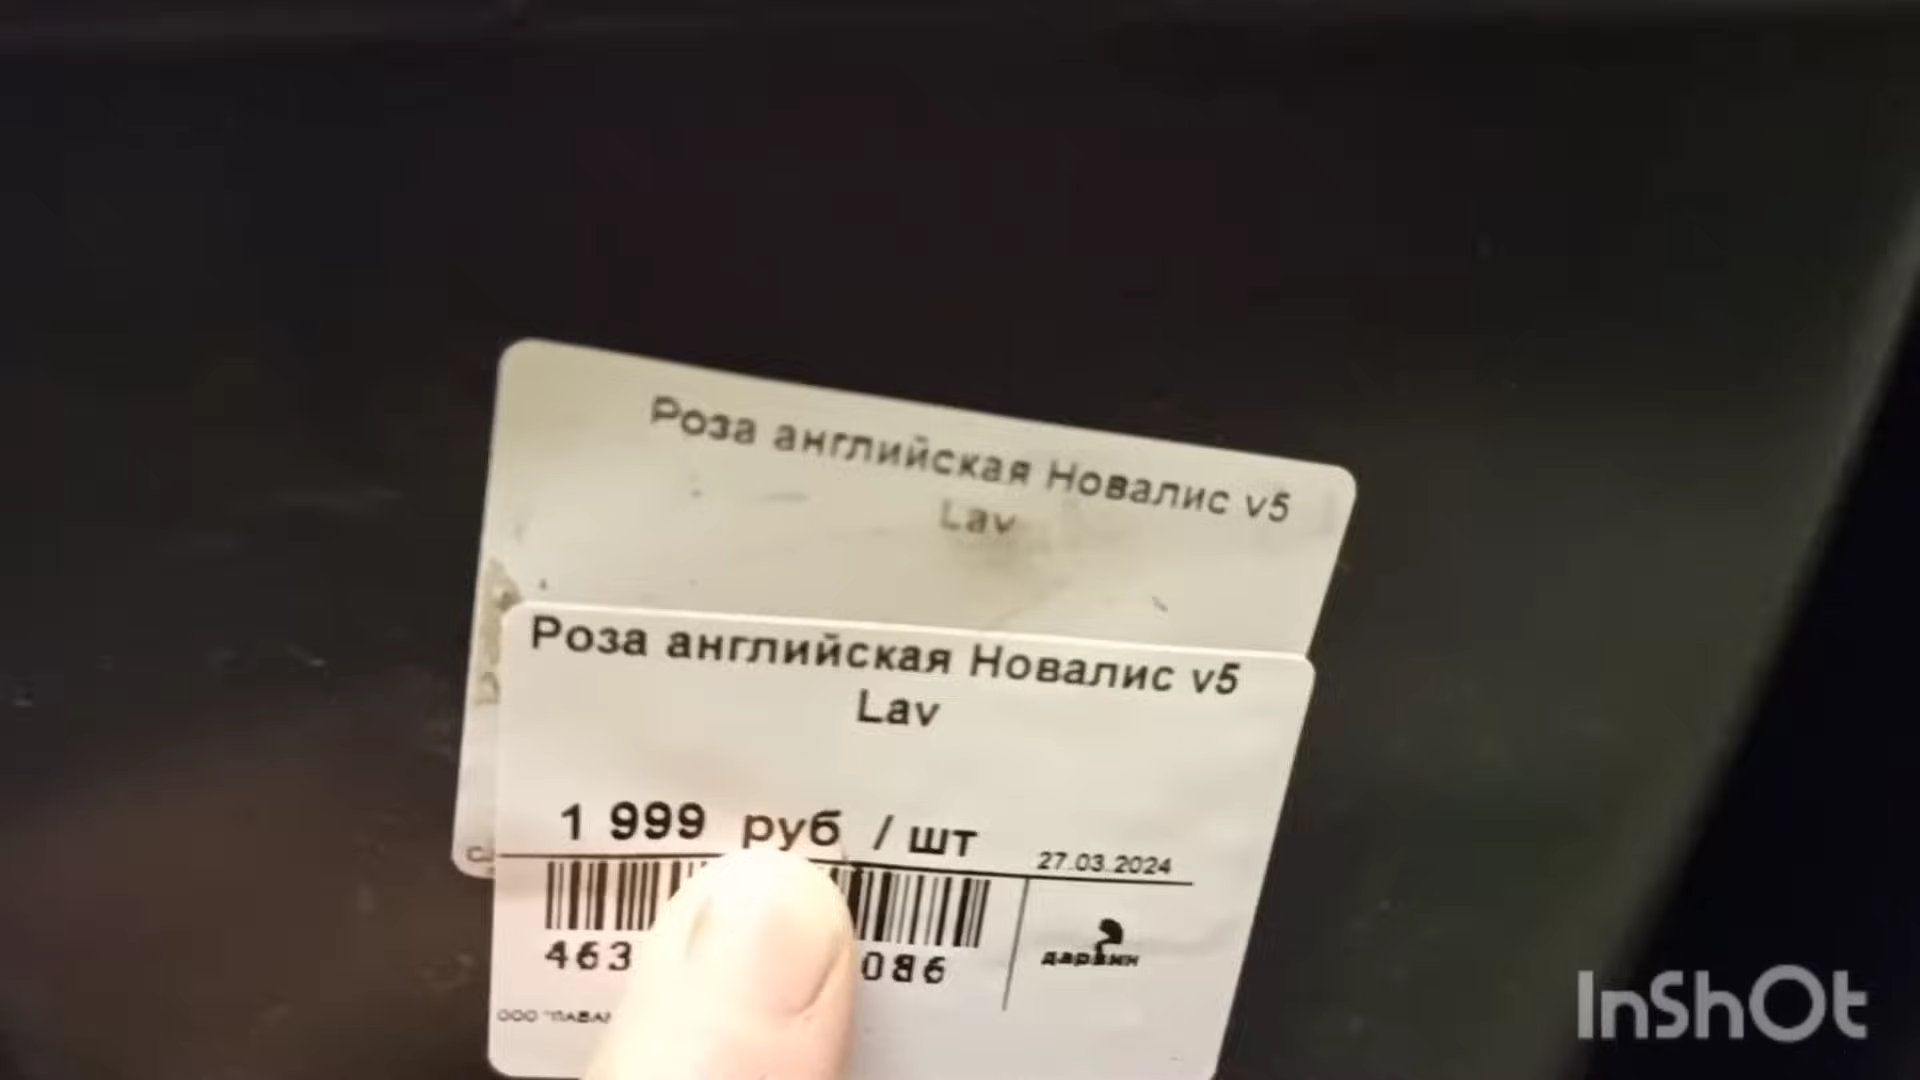 Роза английская Новалис v5
Lav
Роза английская Новалис v5
Lav
1 999 руб / шт
27.03.2024
463
086
дарвин
ООО
InShOt